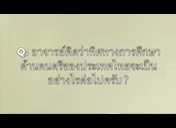 Q: อาจารย์คิดว่าทิศทางการศึกษา
ด้านดนตรีของประเทศไทยจะเป็น
อย่างไรต่อไปครับ?